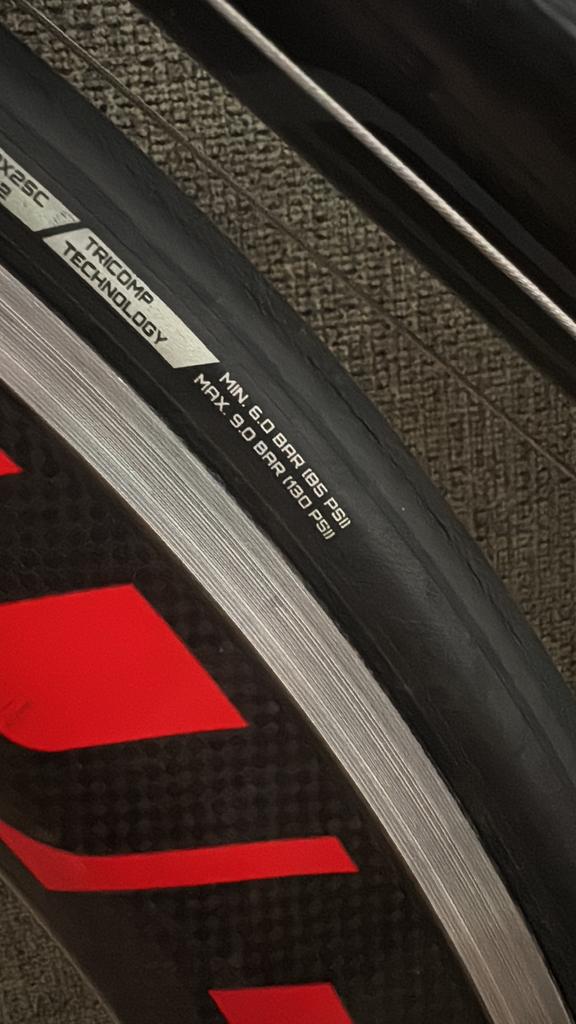 TRICOMP
TECHNOLOGY
MIN. 6.0 BAR (85 PSI)
MAX. 9.0 BAR (130 PSI)